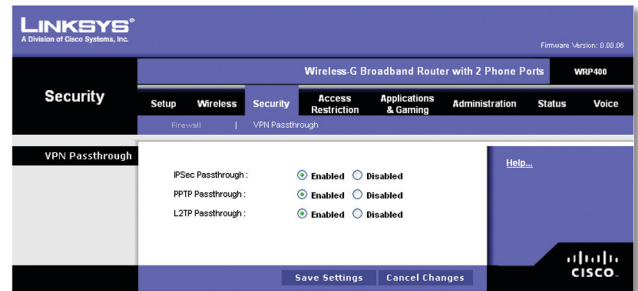 LINKSYS®
A Division of Cisco Systems, Inc.
Firmware Version: 0.00.06
Wireless-G Broadband Router with 2 Phone Ports WRP400
Security
Setup Wireless Security Access Restriction Applications & Gaming Administration Status Voice
Firewall | VPN Passthrough
VPN Passthrough
Help...
IPSec Passthrough : Enabled Disabled
PPTP Passthrough : Enabled Disabled
L2TP Passthrough : Enabled Disabled
Save Settings Cancel Changes
CISCO.